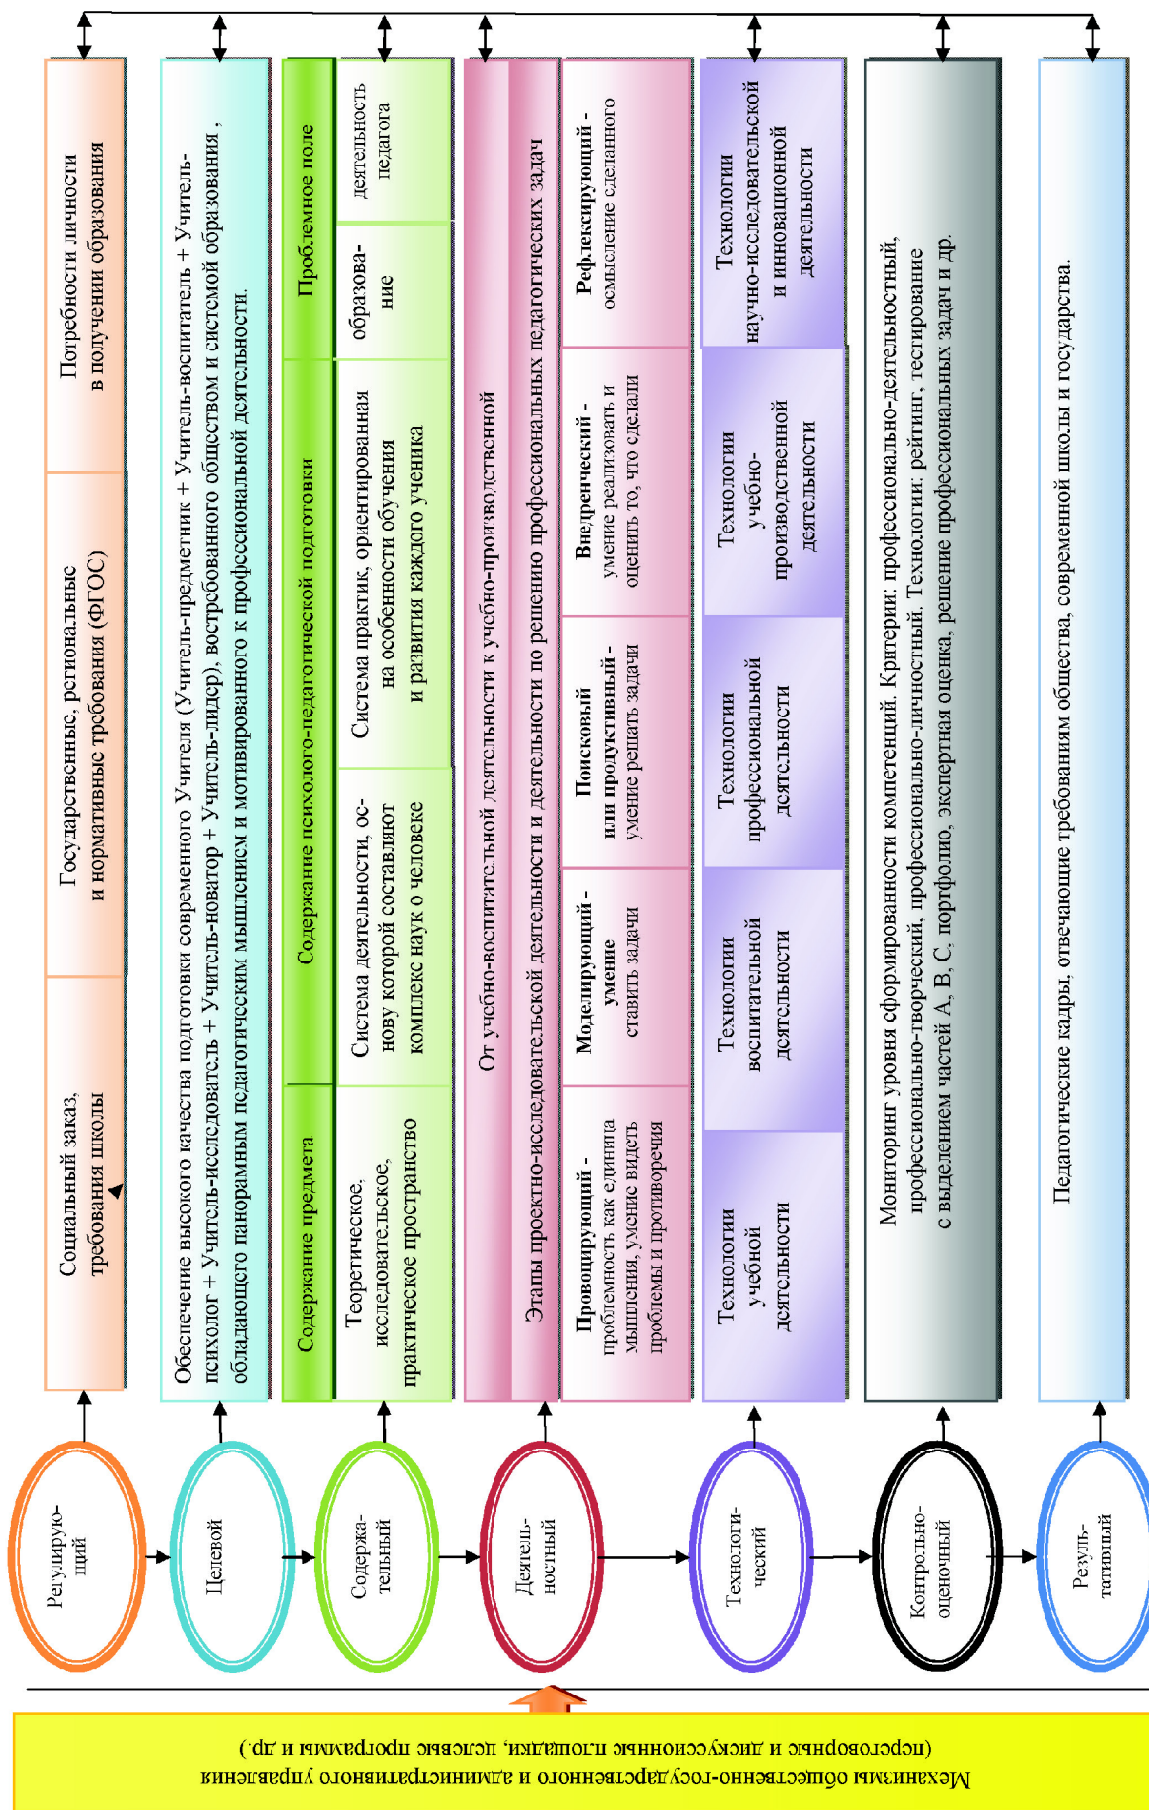 Механизмы общественно-государственного и административного управления
(переговорные и дискуссионные площадки, целевые программы и др.)
Регулирую-
щий
Социальный заказ,
требования школы
Государственные, региональные
и нормативные требования (ФГОС)
Потребности личности
в получении образования
Целевой
Обеспечение высокого качества подготовки современного Учителя (Учитель-предметник + Учитель-воспитатель + Учитель-
психолог + Учитель-исследователь + Учитель-новатор + Учитель-лидер), востребованного обществом и системой образования ,
обладающего панорамным педагогическим мышлением и мотивированного к профессиональной деятельности.
Содержа-
тельный
Содержание предмета
Содержание психолого-педагогической подготовки
Проблемное поле
Теоретическое,
исследовательское,
практическое пространство
Система деятельности, ос-
нову которой составляют
комплекс наук о человеке
Система практик, ориентированная
на особенности обучения
и развития каждого ученика
образова-
ние
деятельность
педагога
Деятель-
ностный
От учебно-воспитательной деятельности к учебно-производственной
Этапы проектно-исследовательской деятельности и деятельности по решению профессиональных педагогических задач
Провоцирующий -
проблемность как единица
мышления, умение видеть
проблемы и противоречия
Моделирующий -
умение
ставить задачи
Поисковый
или продуктивный -
умение решать задачи
Внедренческий -
умение реализовать и
оценить то, что сделали
Рефлексирующий -
осмысление сделанного
Технологи-
ческий
Технологии
учебной
деятельности
Технологии
воспитательной
деятельности
Технологии
профессиональной
деятельности
Технологии
учебно-
производственной
деятельности
Технологии
научно-исследовательской
и инновационной
деятельности
Контрольно-
оценочный
Мониторинг уровня сформированности компетенций. Критерии: профессионально-деятельностный,
профессионально-творческий, профессионально-личностный. Технологии: рейтинг, тестирование
с выделением частей А, В, С, портфолио, экспертная оценка, решение профессиональных задач и др.
Резуль-
тативный
Педагогические кадры, отвечающие требованиям общества, современной школы и государства.